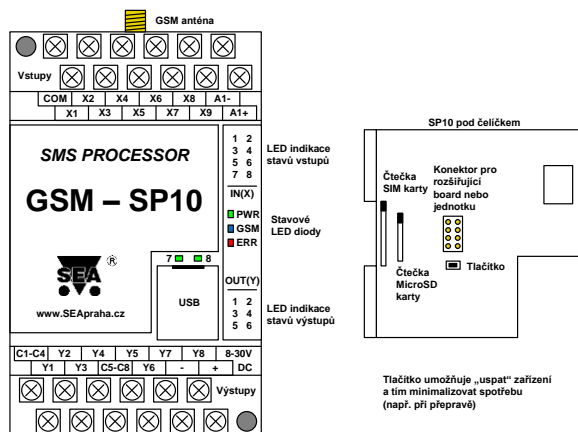 GSM anténa
Vstupy
COM X2 X4 X6 X8 A1-
X1 X3 X5 X7 X9 A1+
SMS PROCESSOR
GSM – SP10
SEA ®
www.SEApraha.cz
1 2
3 4
5 6
7 8
IN(X)
PWR
GSM
ERR
7 8
USB
OUT(Y)
1 2
3 4
5 6
LED indikace
stavů vstupů
Stavové
LED diody
LED indikace
stavů výstupů
C1-C4 Y2 Y4 Y5 Y7 Y8 8-30V
Y1 Y3 C5-C8 Y6 - + DC
Výstupy
SP10 pod čelíčkem
Čtečka
SIM karty
Konektor pro
rozšiřující
board nebo
jednotku
Čtečka
MicroSD
karty
Tlačítko
Tlačítko umožňuje „uspat“ zařízení
a tím minimalizovat spotřebu
(např. při přepravě)